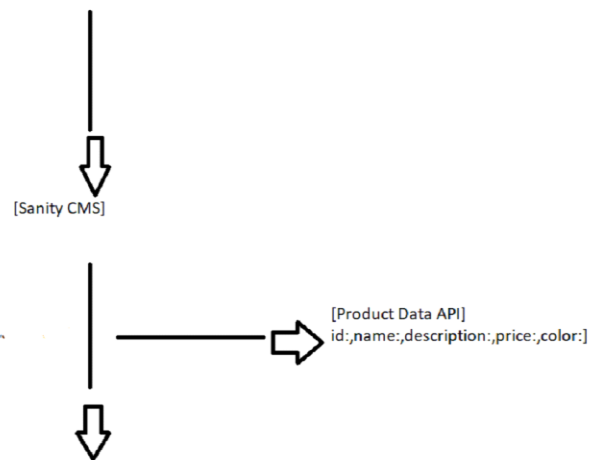 [Sanity CMS]
[Product Data API]
id:,name:,description:,price:,color:]